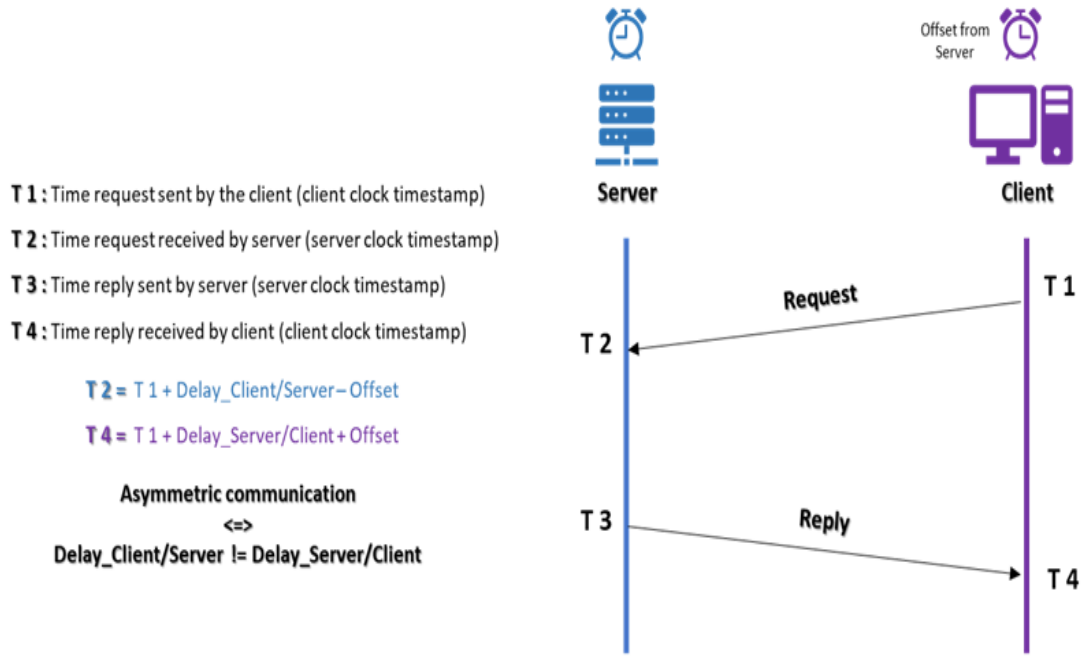 Offset from
Server
Server
Client
T 1 : Time request sent by the client (client clock timestamp)
T 2 : Time request received by server (server clock timestamp)
T 3 : Time reply sent by server (server clock timestamp)
T 4 : Time reply received by client (client clock timestamp)
T 2 = T 1 + Delay_Client/Server – Offset
T 4 = T 1 + Delay_Server/Client + Offset
Asymmetric communication
<=>
Delay_Client/Server != Delay_Server/Client
T 1
Request
T 2
T 3
Reply
T 4